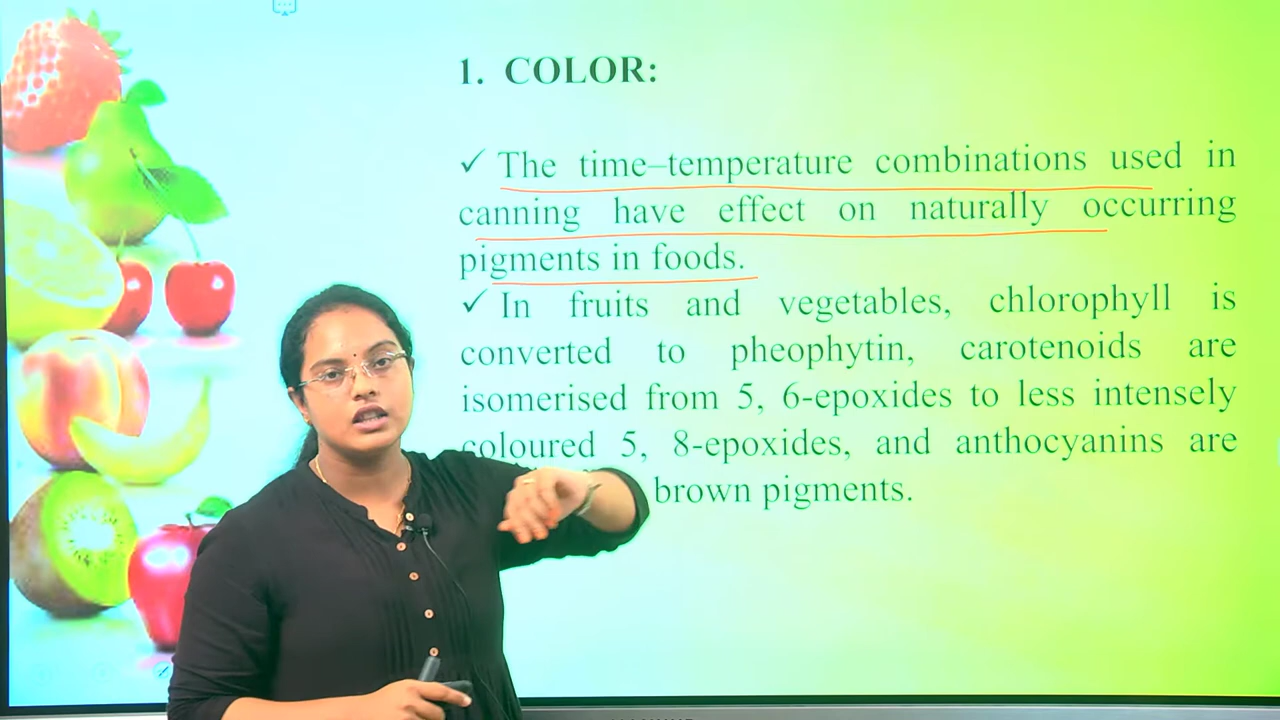 1. COLOR:
✓ The time–temperature combinations used in
canning have effect on naturally occurring
pigments in foods.
✓ In fruits and vegetables, chlorophyll is
converted to pheophytin, carotenoids are
isomerised from 5, 6-epoxides to less intensely
coloured 5, 8-epoxides, and anthocyanins are
brown pigments.